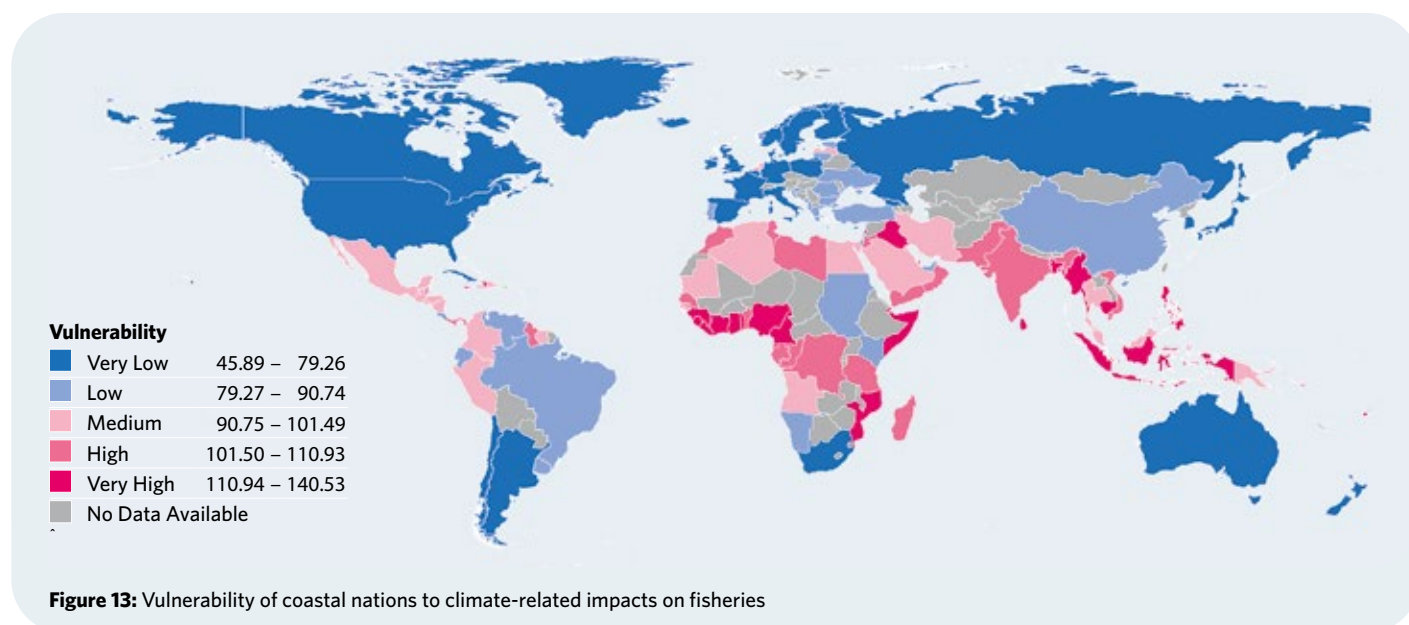 Vulnerability
Very Low 45.89 – 79.26
Low 79.27 – 90.74
Medium 90.75 – 101.49
High 101.50 – 110.93
Very High 110.94 – 140.53
No Data Available
Figure 13: Vulnerability of coastal nations to climate-related impacts on fisheries